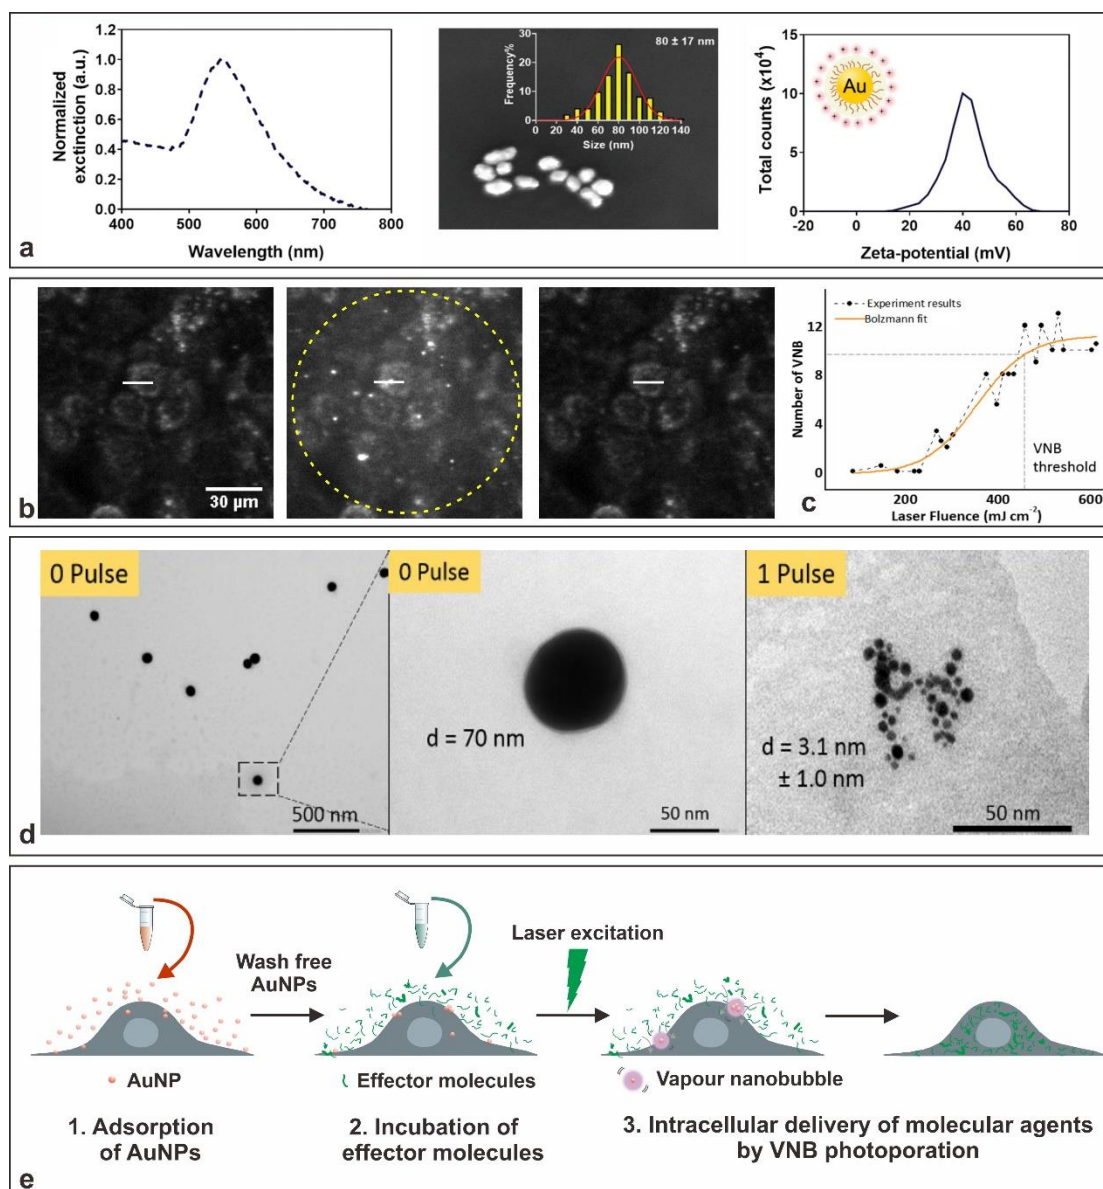 Normalized
exctinction (a.u.)
1.0
0.8
0.6
0.4
0.2
0.0
400
500
600
700
800
Wavelength (nm)
80 ± 17 nm
Frequency%
30
20
10
0
0
20
40
60
80
100
120
140
Size (nm)
Total counts (x10⁴)
15
10
5
0
-20
0
20
40
60
80
Zeta-potential (mV)
Au
a
30 µm
b
Experiment results
Bolzmann fit
Number of VNB
12
8
4
0
VNB
threshold
200
400
600
Laser Fluence (mJ cm⁻²)
c
0 Pulse
500 nm
0 Pulse
d = 70 nm
50 nm
1 Pulse
d = 3.1 nm
± 1.0 nm
50 nm
d
Wash free
AuNPs
Laser excitation
AuNP
Effector molecules
Vapour nanobubble
1. Adsorption
of AuNPs
2. Incubation of
effector molecules
3. Intracellular delivery of molecular agents
by VNB photoporation
e